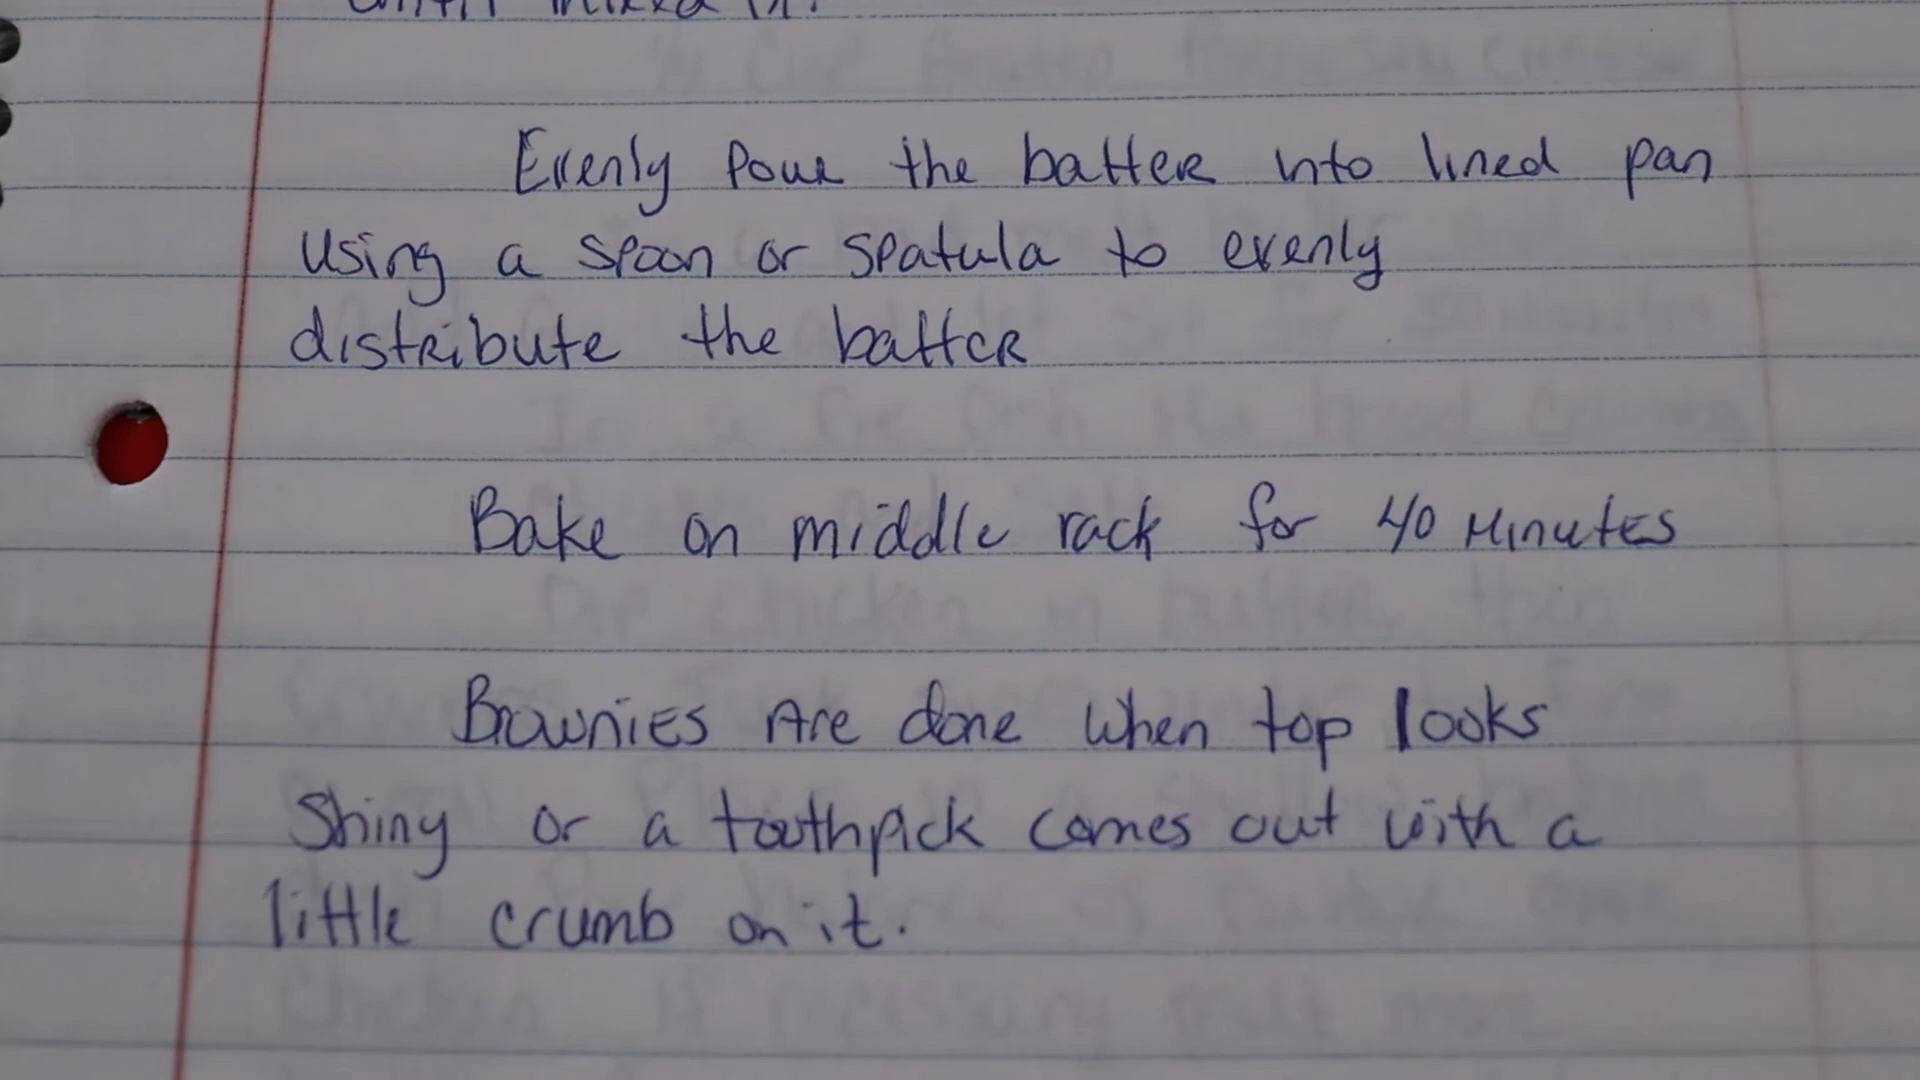 Evenly Pour the batter into lined pan
using a spoon or spatula to evenly
distribute the batter
Bake on middle rack for 40 Minutes
Brownies Are done when top looks
Shiny or a toothpick comes out with a
little crumb on it.